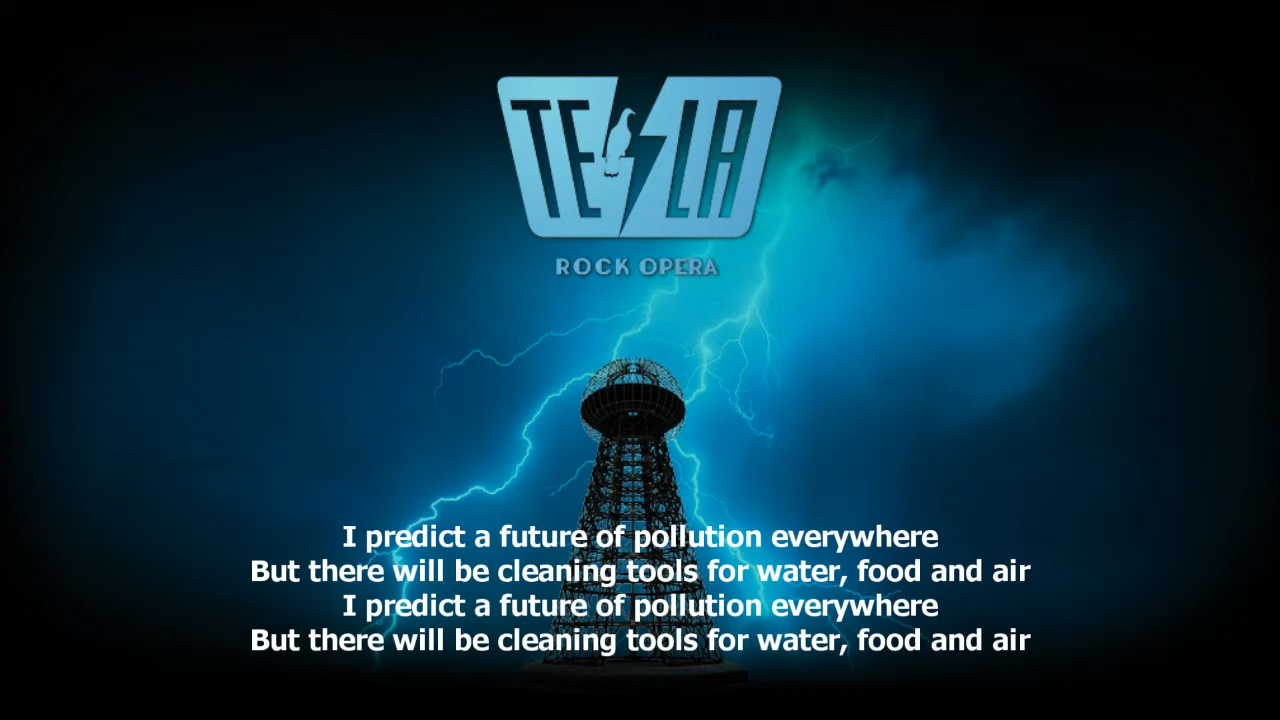 TESLA
ROCK OPERA
I predict a future of pollution everywhere
But there will be cleaning tools for water, food and air
I predict a future of pollution everywhere
But there will be cleaning tools for water, food and air